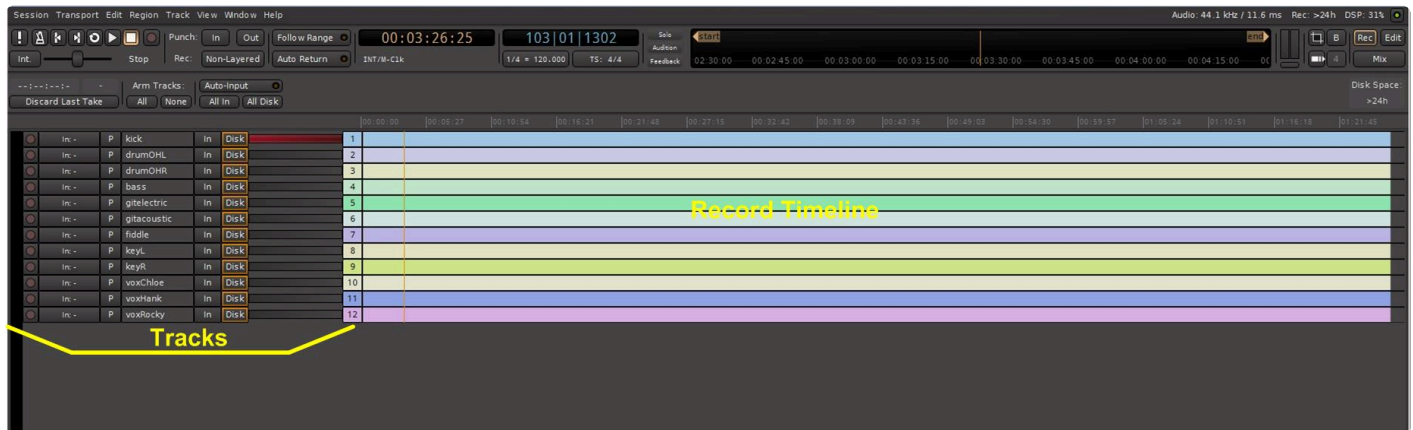 Session Transport Edit Region Track View Window Help
Audio: 44.1 kHz / 11.6 ms Rec: >24h DSP: 31%
Punch: In Out Follow Range 00:03:26:25 103|01|1302 Solo start end B Rec Edit
Audition
Int. Stop Rec: Non-Layered Auto Return INT/M-Clk 1/4 = 120.000 TS: 4/4 Feedback 02:30:00 00:02:45:00 00:03:00:00 00:03:15:00 00:03:30:00 00:03:45:00 00:04:00:00 00:04:15:00 4 Mix
--:--:--:- - Arm Tracks: Auto-Input Disk Space:
Discard Last Take All None All In All Disk >24h
00:00:00 00:05:27 00:10:54 00:16:21 00:21:48 00:27:15 00:32:42 00:38:09 00:43:36 00:49:03 00:54:30 00:59:57 01:05:24 01:10:51 01:16:18 01:21:45
In: - P kick In Disk 1
In: - P drumOHL In Disk 2
In: - P drumOHR In Disk 3
In: - P bass In Disk 4
In: - P gitelectric In Disk 5
Record Timeline
In: - P gitacoustic In Disk 6
In: - P fiddle In Disk 7
In: - P keyL In Disk 8
In: - P keyR In Disk 9
In: - P voxChloe In Disk 10
In: - P voxHank In Disk 11
In: - P voxRocky In Disk 12
Tracks